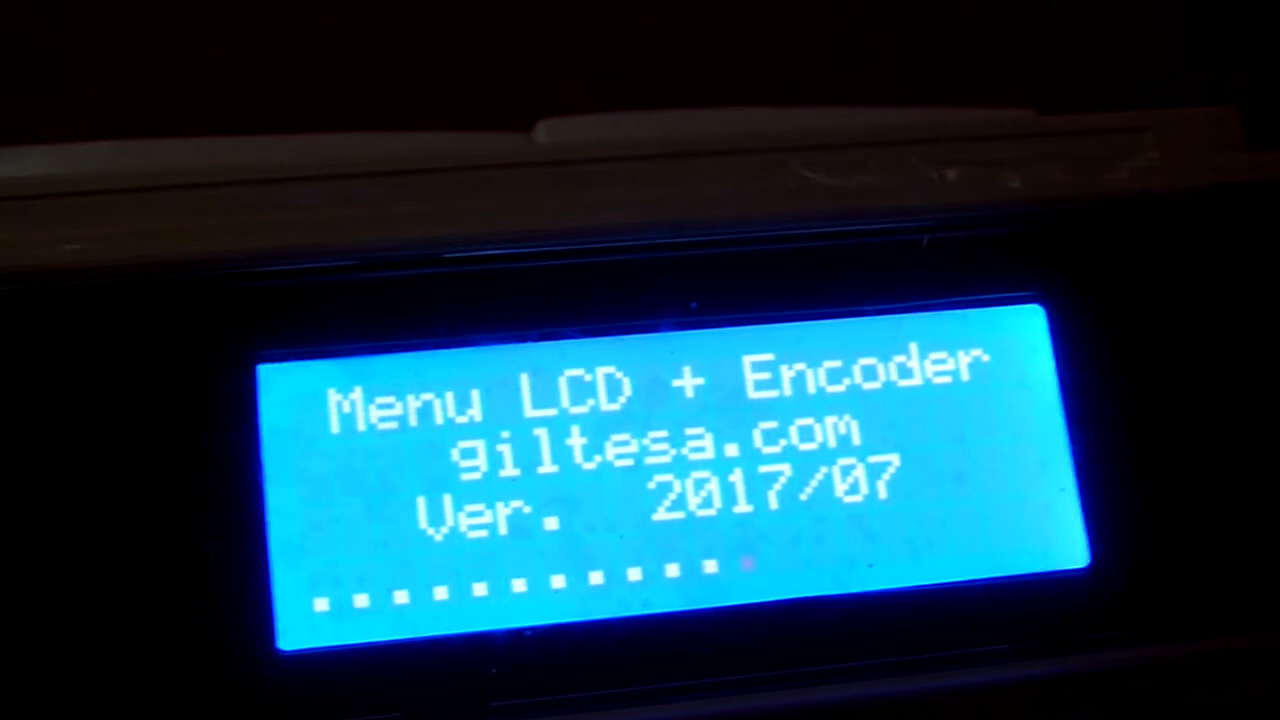 Menu LCD + Encoder
giltesa.com
Ver. 2017/07
...........